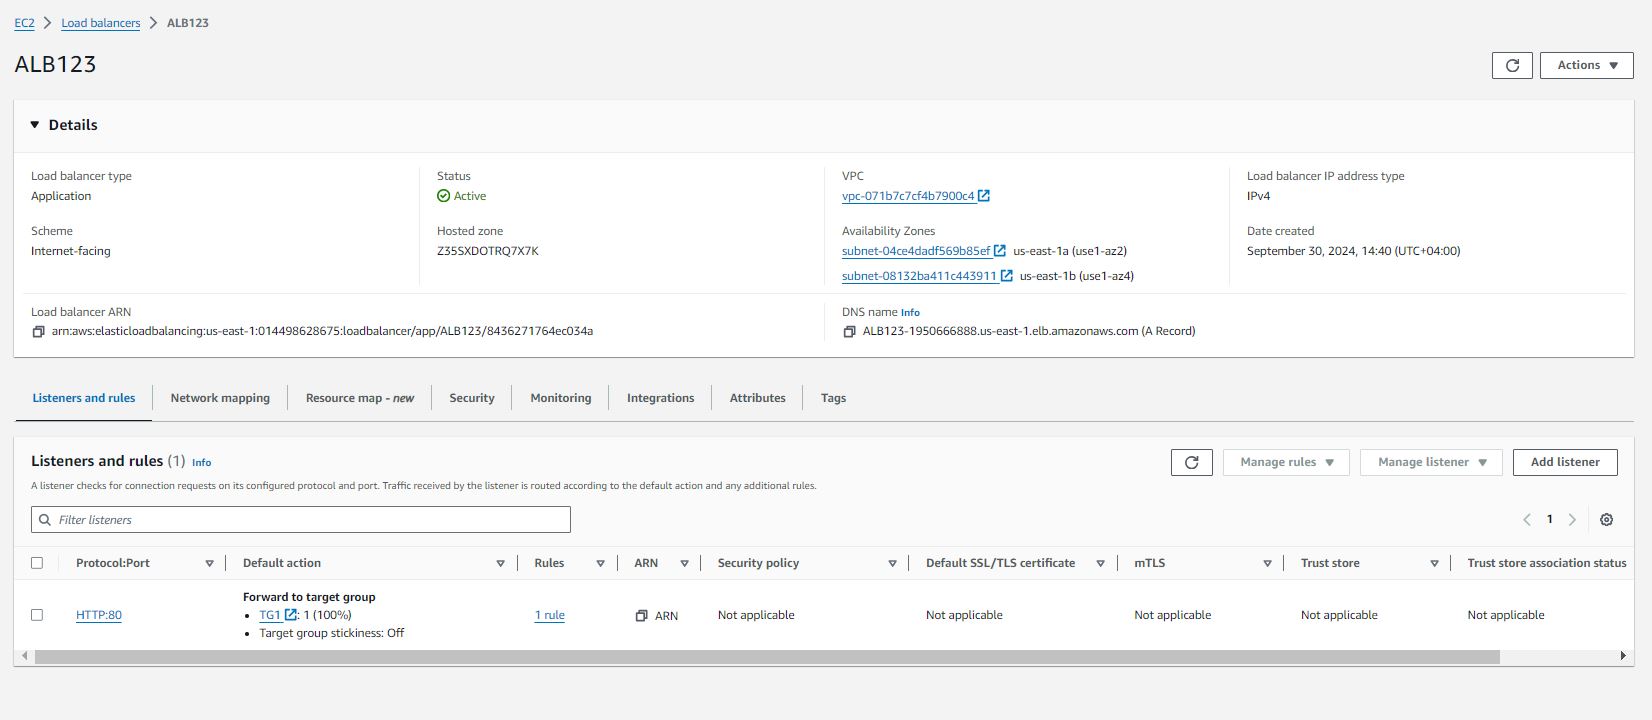 EC2 > Load balancers > ALB123
ALB123
Actions
Details
Load balancer type
Application
Status
Active
VPC
vpc-071b7c7cf4b7900c4
Load balancer IP address type
IPv4
Scheme
Internet-facing
Hosted zone
Z35SXDOTRQ7X7K
Availability Zones
subnet-04ce4dadf569b85ef us-east-1a (use1-az2)
subnet-08132ba411c443911 us-east-1b (use1-az4)
Date created
September 30, 2024, 14:40 (UTC+04:00)
Load balancer ARN
arn:aws:elasticloadbalancing:us-east-1:014498628675:loadbalancer/app/ALB123/8436271764ec034a
DNS name Info
ALB123-1950666888.us-east-1.elb.amazonaws.com (A Record)
Listeners and rules Network mapping Resource map - new Security Monitoring Integrations Attributes Tags
Listeners and rules (1) Info
Manage rules Manage listener Add listener
A listener checks for connection requests on its configured protocol and port. Traffic received by the listener is routed according to the default action and any additional rules.
Filter listeners
1
Protocol:Port Default action Rules ARN Security policy Default SSL/TLS certificate mTLS Trust store Trust store association status
Forward to target group
HTTP:80 • TG1: 1 (100%) 1 rule ARN Not applicable Not applicable Not applicable Not applicable Not applicable
• Target group stickiness: Off